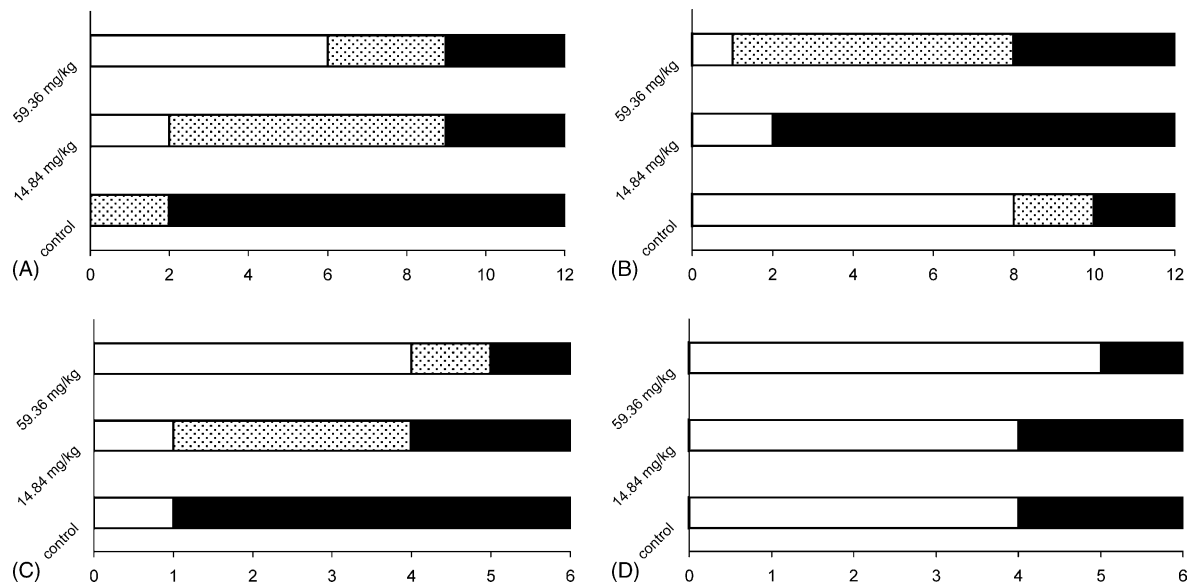 59.36 mg/kg
14.84 mg/kg
control
(A)
0 2 4 6 8 10 12
59.36 mg/kg
14.84 mg/kg
control
(B)
0 2 4 6 8 10 12
59.36 mg/kg
14.84 mg/kg
control
(C)
0 1 2 3 4 5 6
59.36 mg/kg
14.84 mg/kg
control
(D)
0 1 2 3 4 5 6